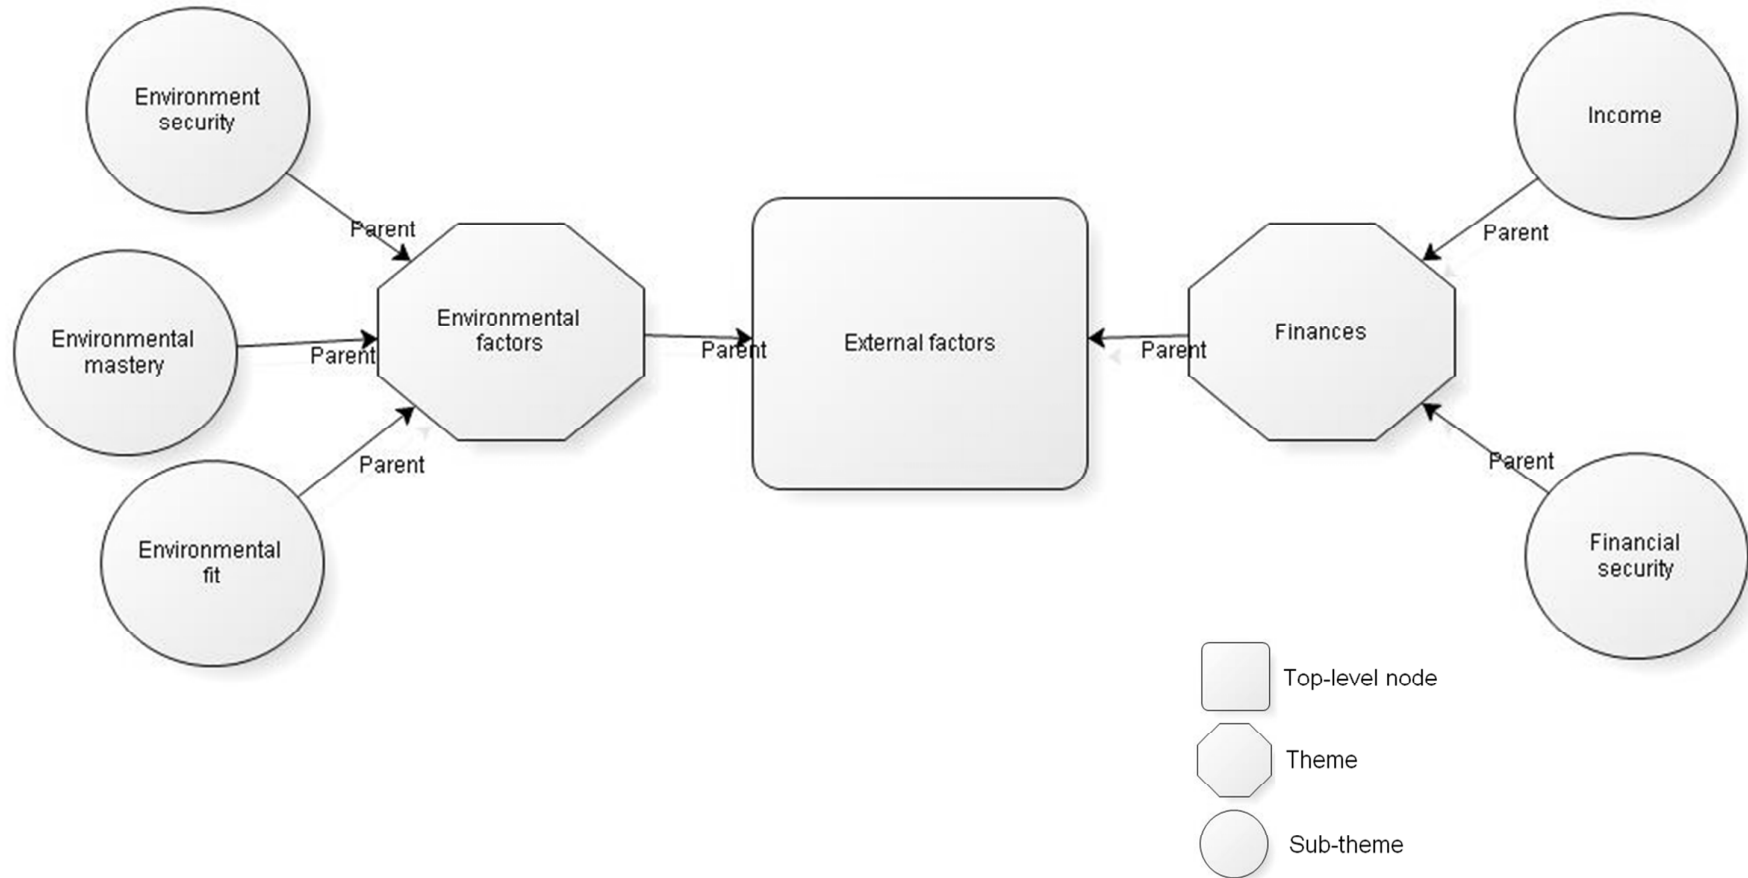 Environment
security
Income
Parent
Parent
Environmental
mastery
Parent
Environmental
factors
Parent
External factors
Parent
Finances
Parent
Parent
Environmental
fit
Financial
security
Top-level node
Theme
Sub-theme